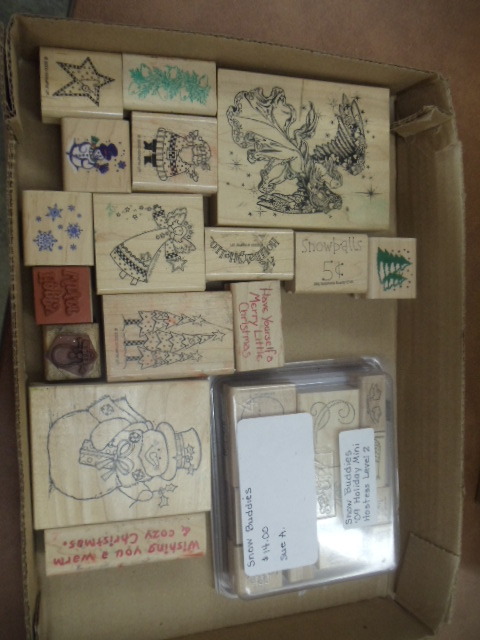 Snowballs
5¢
Have Yourself a
Merry Little
Christmas
Wishing you a warm
& cozy Christmas.
Snow Buddies
$14.00
Sue A.
Snow Buddies
'09 Holiday Mini
Hostess Level 2